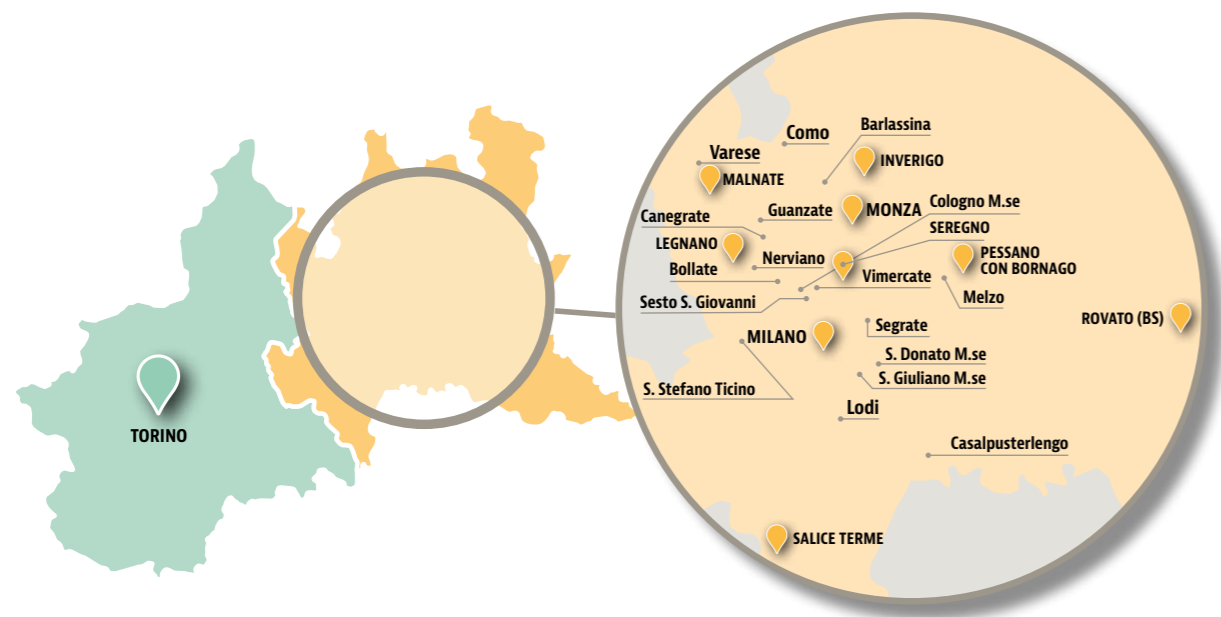 TORINO
Como
Barlassina
Varese
INVERIGO
MALNATE
Canegrate
Guanzate
MONZA
Cologno M.se
SEREGNO
LEGNANO
Nerviano
PESSANO
CON BORNAGO
Bollate
Vimercate
Sesto S. Giovanni
Melzo
MILANO
Segrate
ROVATO (BS)
S. Donato M.se
S. Giuliano M.se
S. Stefano Ticino
Lodi
Casalpusterlengo
SALICE TERME